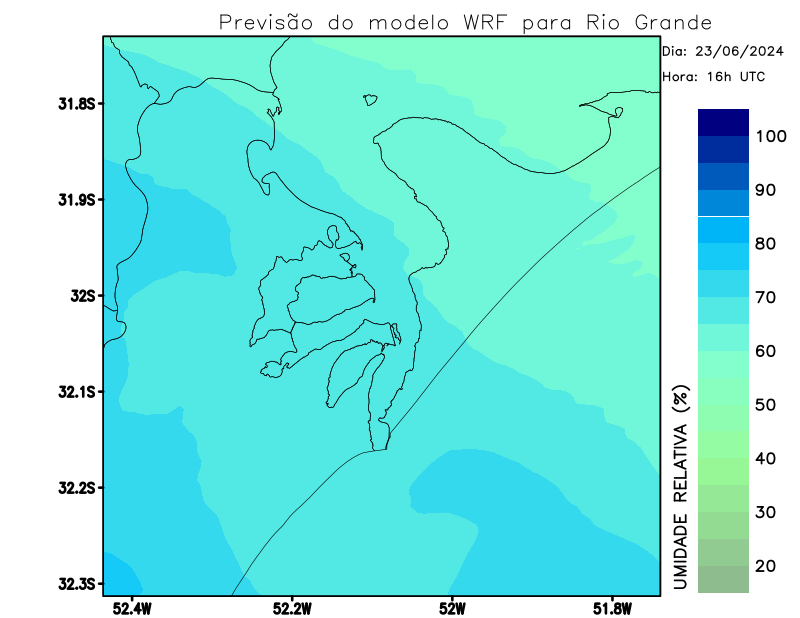 Previsão do modelo WRF para Rio Grande
Dia: 23/06/2024
Hora: 16h UTC
31.8S
31.9S
32S
32.1S
32.2S
32.3S
52.4W
52.2W
52W
51.8W
UMIDADE RELATIVA (%)
100
90
80
70
60
50
40
30
20